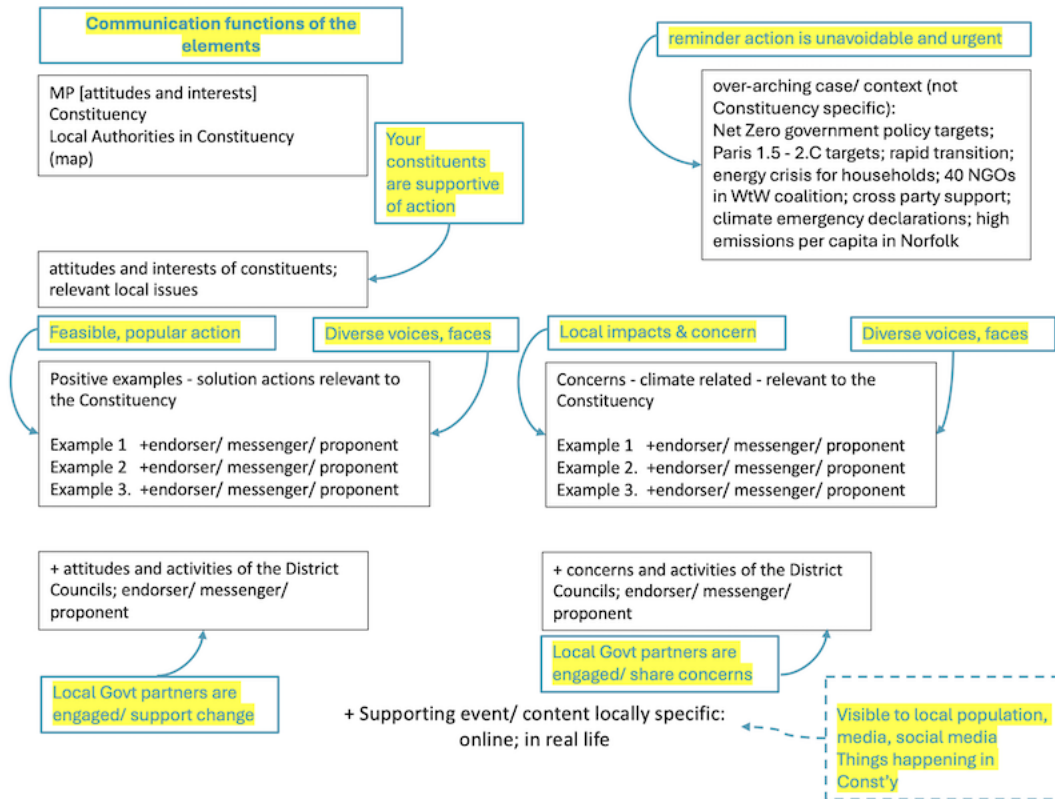 Communication functions of the
elements
reminder action is unavoidable and urgent
MP [attitudes and interests]
Constituency
Local Authorities in Constituency
(map)
Your
constituents
are supportive
of action
over-arching case/ context (not
Constituency specific):
Net Zero government policy targets;
Paris 1.5 - 2.C targets; rapid transition;
energy crisis for households; 40 NGOs
in WtW coalition; cross party support;
climate emergency declarations; high
emissions per capita in Norfolk
attitudes and interests of constituents;
relevant local issues
Feasible, popular action
Diverse voices, faces
Local impacts & concern
Diverse voices, faces
Positive examples - solution actions relevant to
the Constituency
Example 1 +endorser/ messenger/ proponent
Example 2 +endorser/ messenger/ proponent
Example 3. +endorser/ messenger/ proponent
Concerns - climate related - relevant to the
Constituency
Example 1 +endorser/ messenger/ proponent
Example 2. +endorser/ messenger/ proponent
Example 3. +endorser/ messenger/ proponent
+ attitudes and activities of the District
Councils; endorser/ messenger/
proponent
+ concerns and activities of the District
Councils; endorser/ messenger/
proponent
Local Govt partners are
engaged/ support change
Local Govt partners are
engaged/ share concerns
+ Supporting event/ content locally specific:
online; in real life
Visible to local population,
media, social media
Things happening in
Const'y